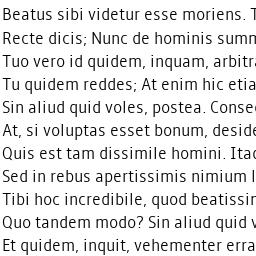 Beatus sibi videtur esse moriens. T
Recte dicis; Nunc de hominis summ
Tuo vero id quidem, inquam, arbitra
Tu quidem reddes; At enim hic etia
Sin aliud quid voles, postea. Conse
At, si voluptas esset bonum, deside
Quis est tam dissimile homini. Itac
Sed in rebus apertissimis nimium l
Tibi hoc incredibile, quod beatissir
Quo tandem modo? Sin aliud quid v
Et quidem, inquit, vehementer erra